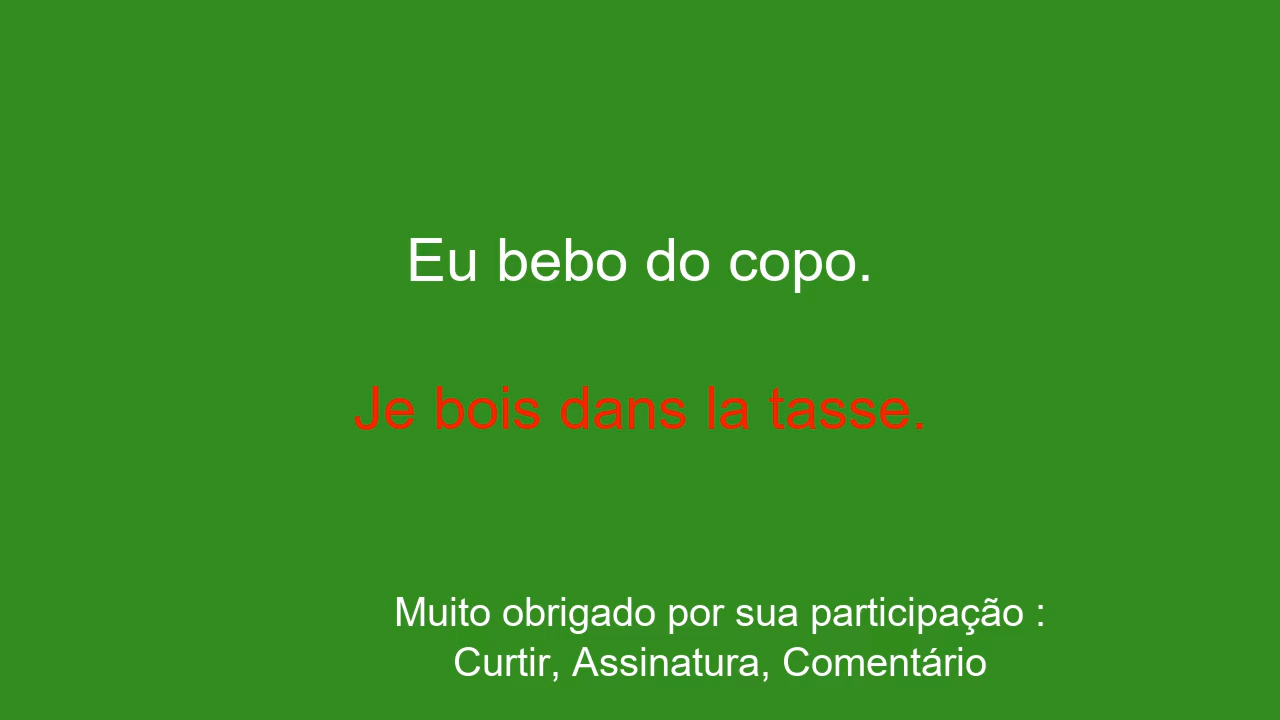 Eu bebo do copo.
Je bois dans la tasse.
Muito obrigado por sua participação :
Curtir, Assinatura, Comentário